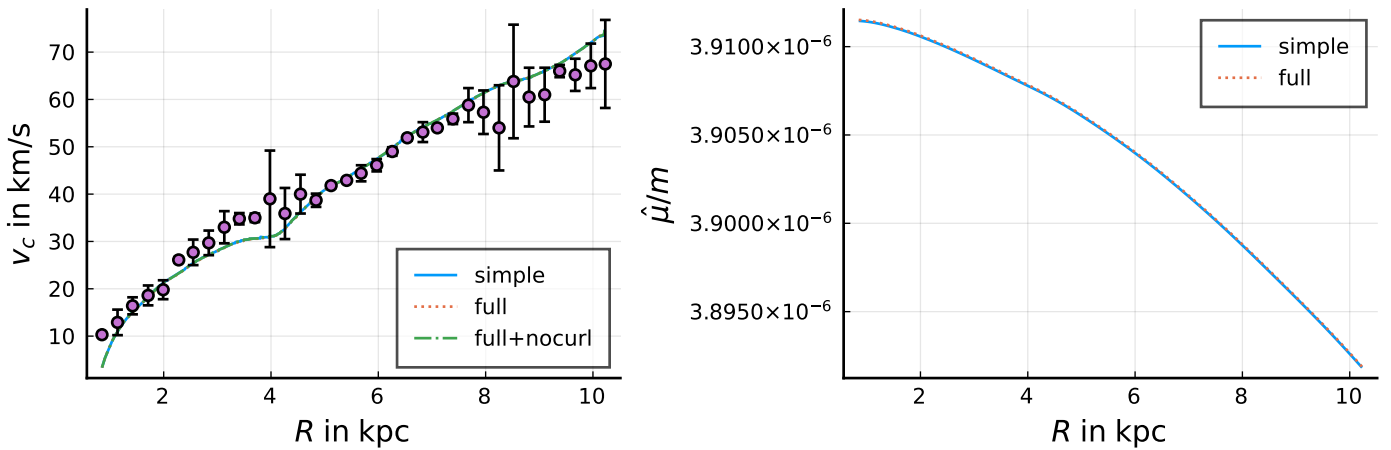 70
60
50
40
30
20
10
v_c in km/s
simple
full
full+nocurl
2
4
6
8
10
R in kpc
3.9100×10⁻⁶
3.9050×10⁻⁶
3.9000×10⁻⁶
3.8950×10⁻⁶
μ̂/m
simple
full
2
4
6
8
10
R in kpc